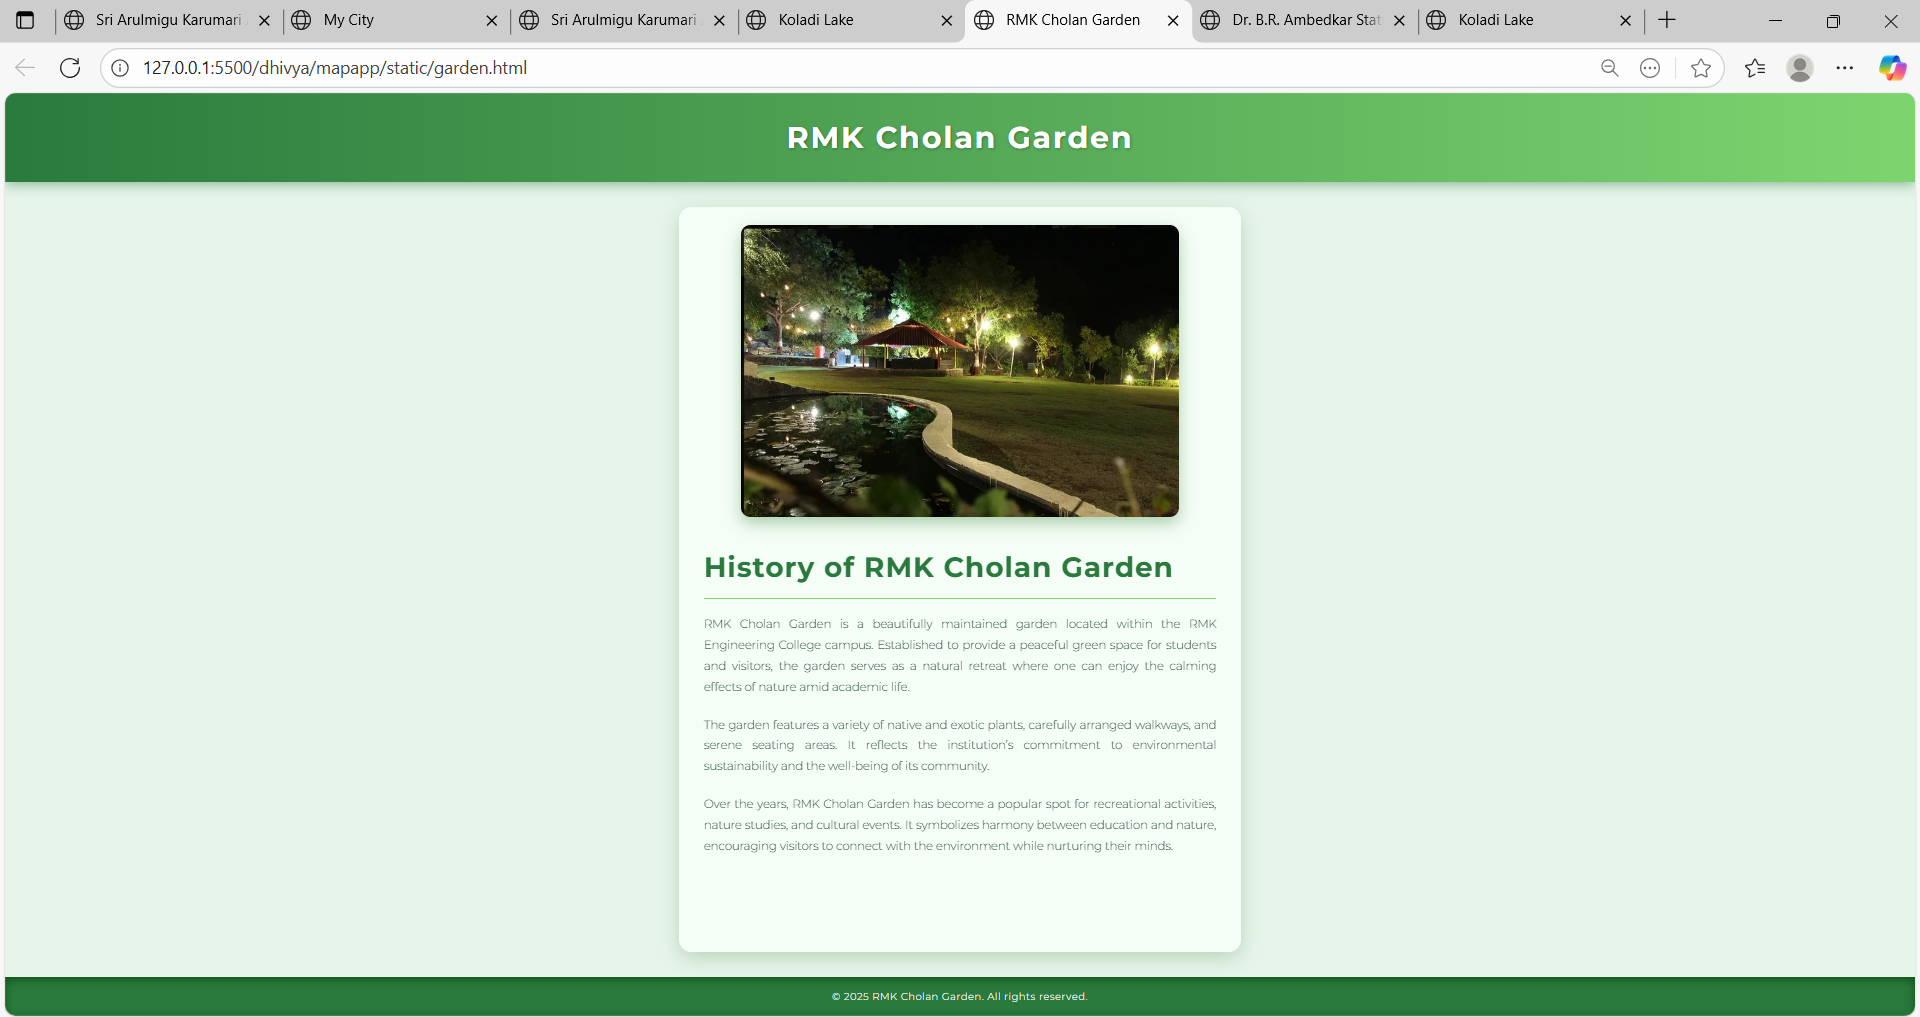 Sri Arulmigu Karumari
My City
Sri Arulmigu Karumari
Koladi Lake
RMK Cholan Garden
Dr. B.R. Ambedkar Stat
Koladi Lake
127.0.0.1:5500/dhivya/mapapp/static/garden.html
RMK Cholan Garden
History of RMK Cholan Garden
RMK Cholan Garden is a beautifully maintained garden located within the RMK
Engineering College campus. Established to provide a peaceful green space for students
and visitors, the garden serves as a natural retreat where one can enjoy the calming
effects of nature amid academic life.
The garden features a variety of native and exotic plants, carefully arranged walkways, and
serene seating areas. It reflects the institution’s commitment to environmental
sustainability and the well-being of its community.
Over the years, RMK Cholan Garden has become a popular spot for recreational activities,
nature studies, and cultural events. It symbolizes harmony between education and nature,
encouraging visitors to connect with the environment while nurturing their minds.
© 2025 RMK Cholan Garden. All rights reserved.